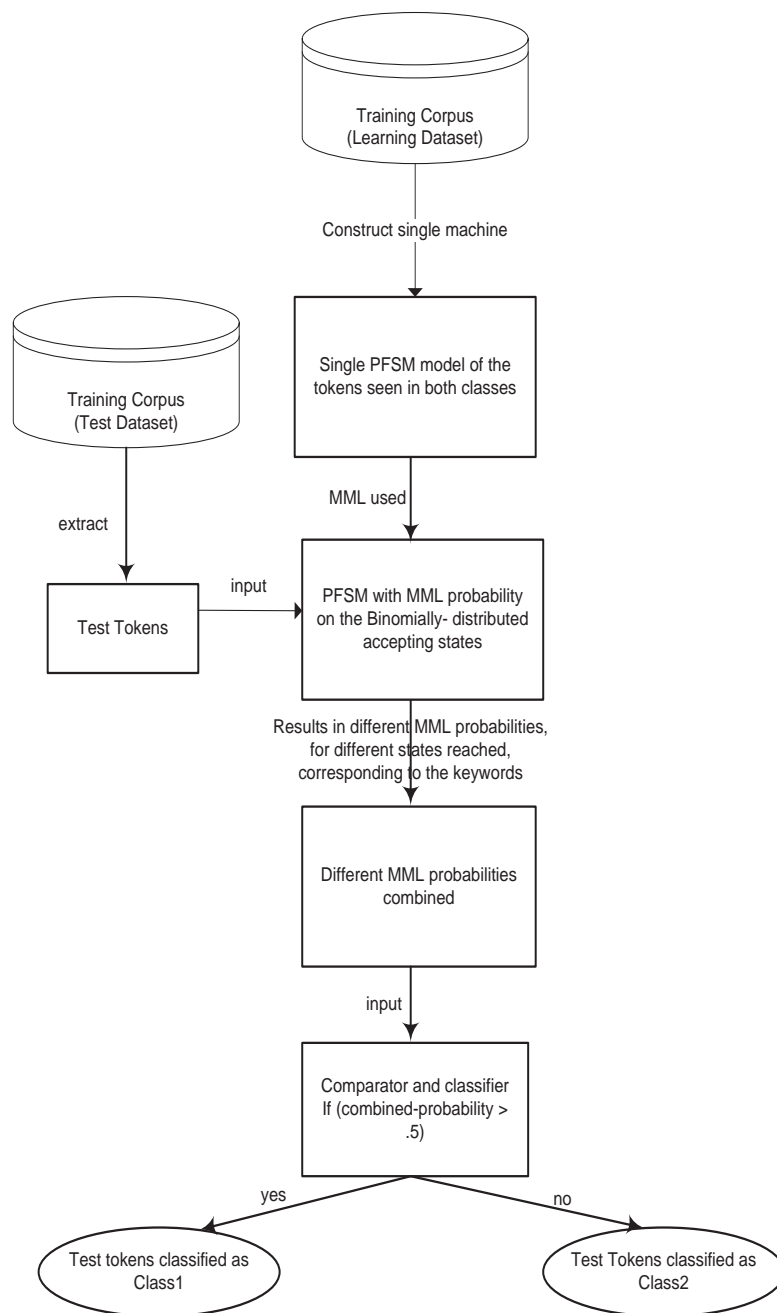 Training Corpus
(Learning Dataset)
Construct single machine
Single PFSM model of the
tokens seen in both classes
Training Corpus
(Test Dataset)
MML used
extract
input
Test Tokens
PFSM with MML probability
on the Binomially- distributed
accepting states
Results in different MML probabilities,
for different states reached,
corresponding to the keywords
Different MML probabilities
combined
input
Comparator and classifier
If (combined-probability >
.5)
yes
no
Test tokens classified as
Class1
Test Tokens classified as
Class2